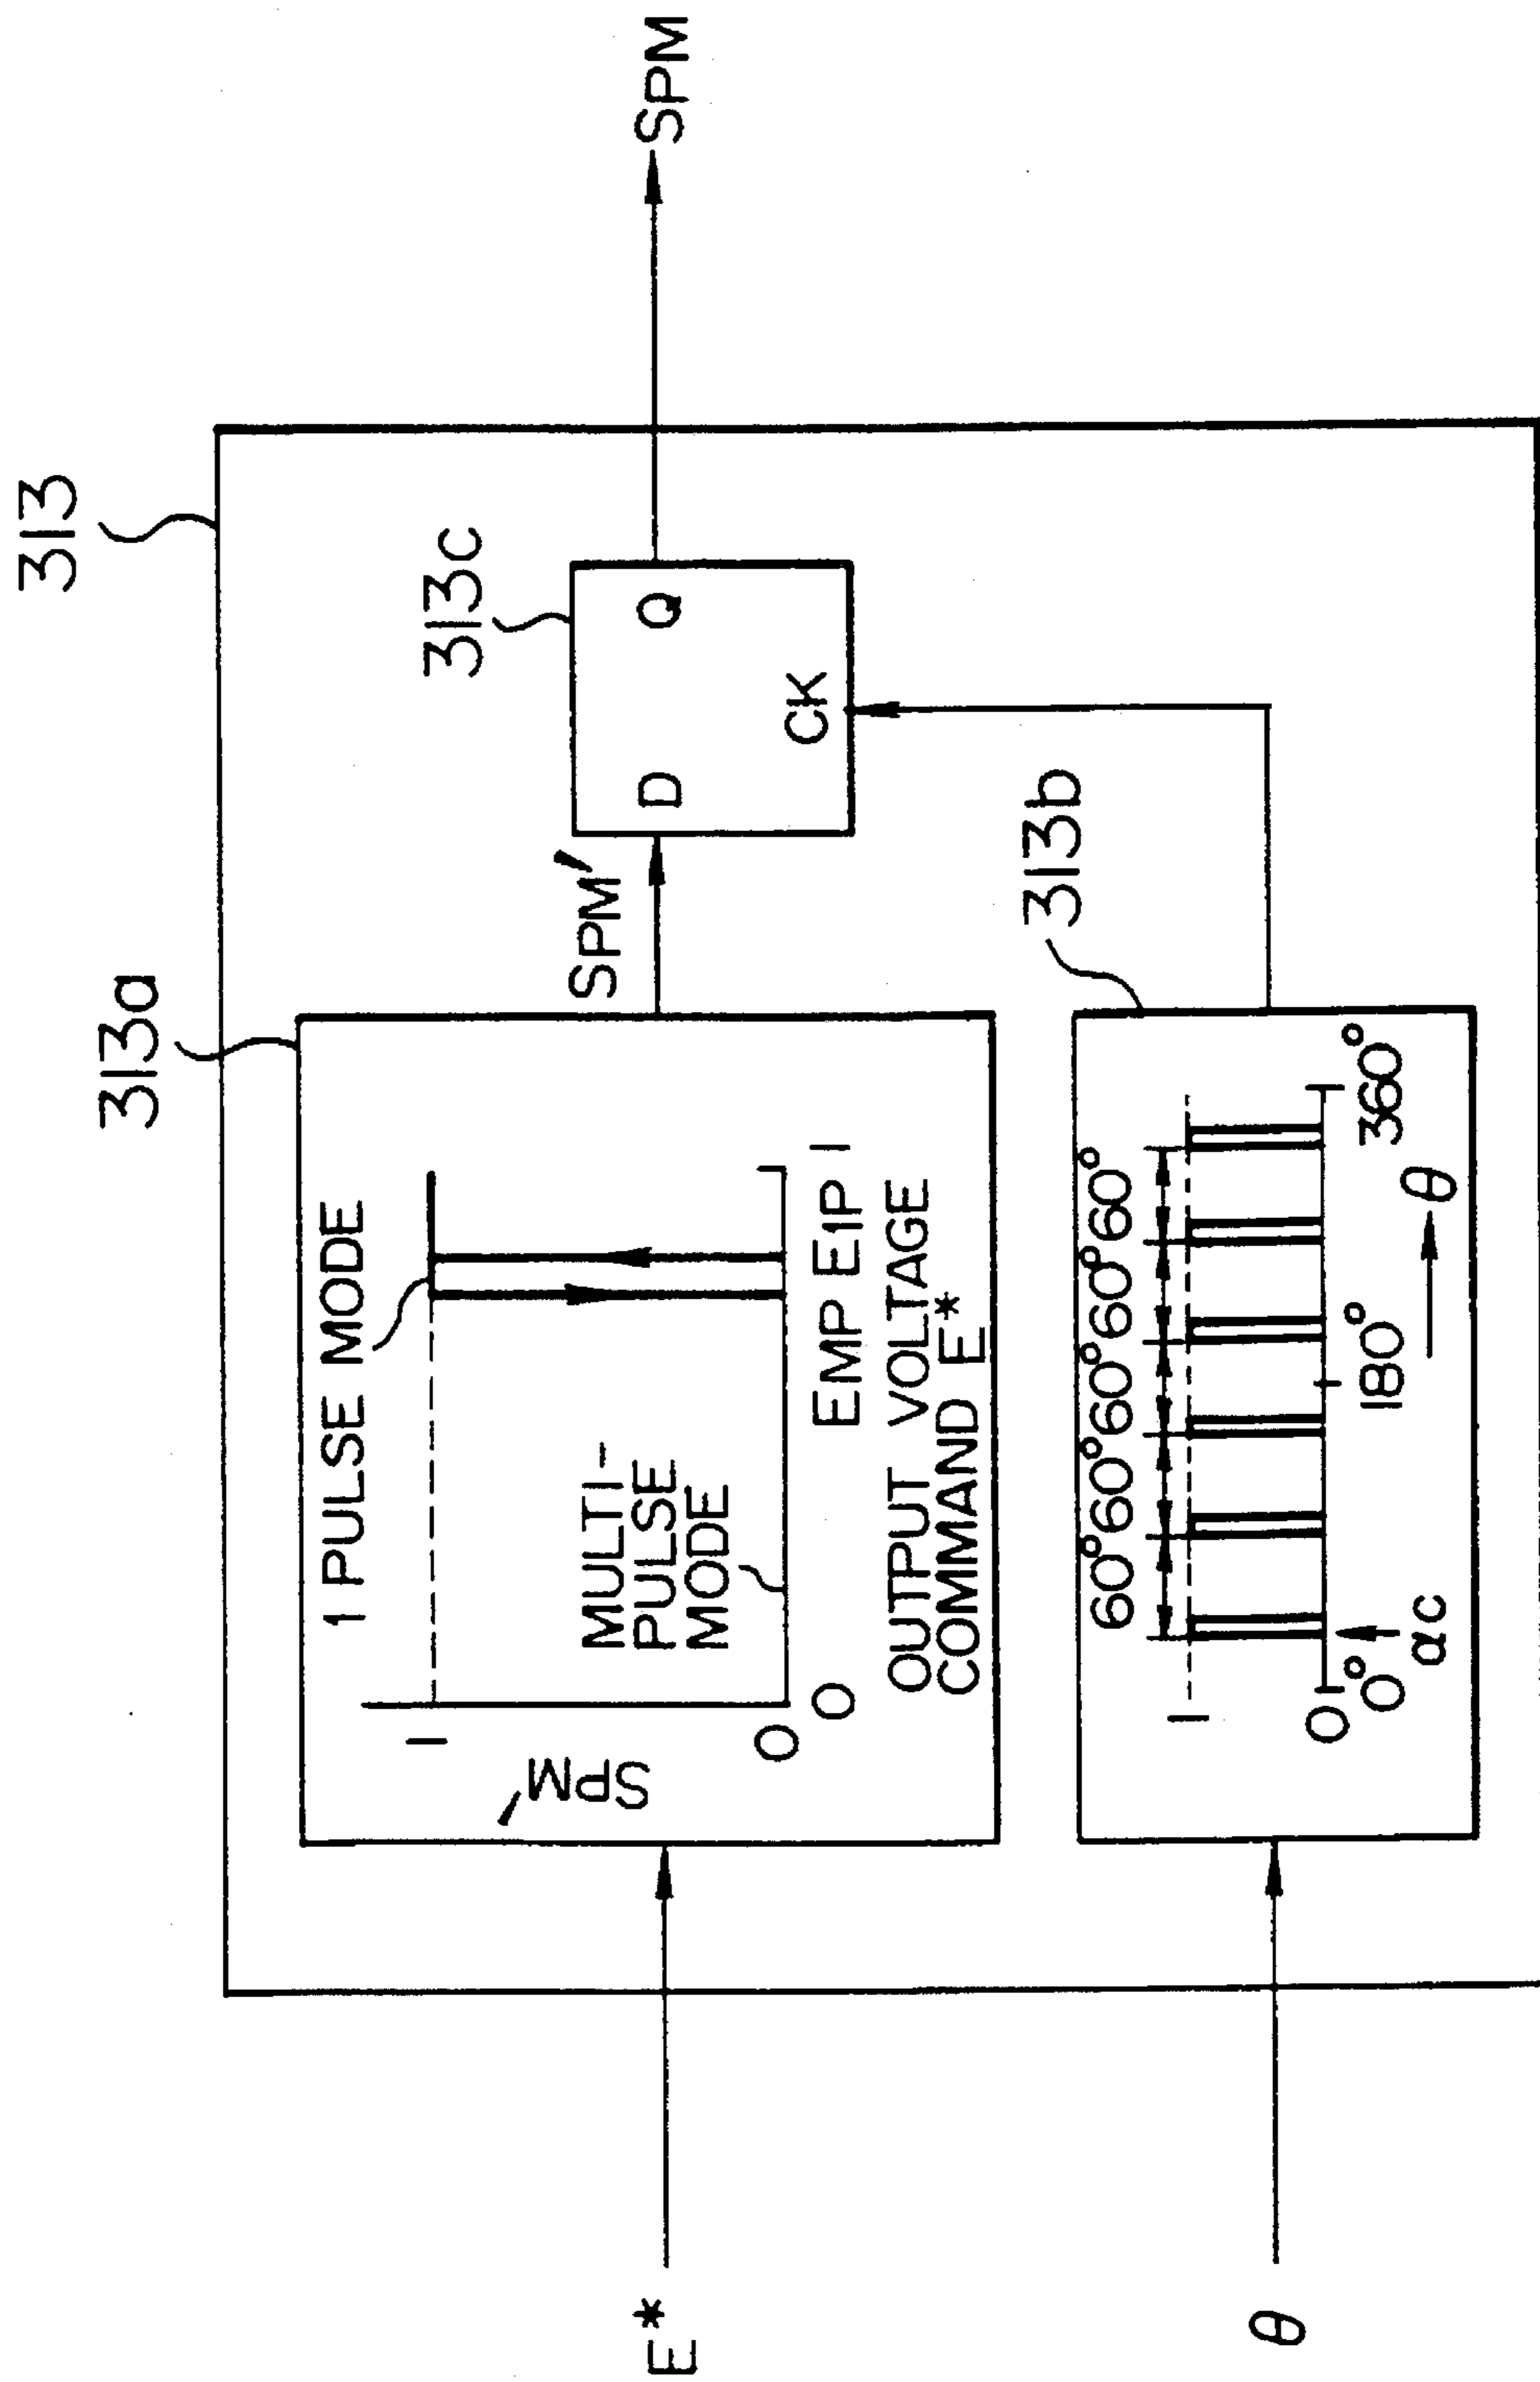 313
313a
1 PULSE MODE
1
SPM'
MULTI-
PULSE
MODE
0
0
EMP E1P 1
OUTPUT VOLTAGE
COMMAND E*
E*
SPM'
313c
D
Q
CK
SPM
313b
60° 60° 60° 60° 60°
1
0
0°
180°
360°
αc
θ
θ